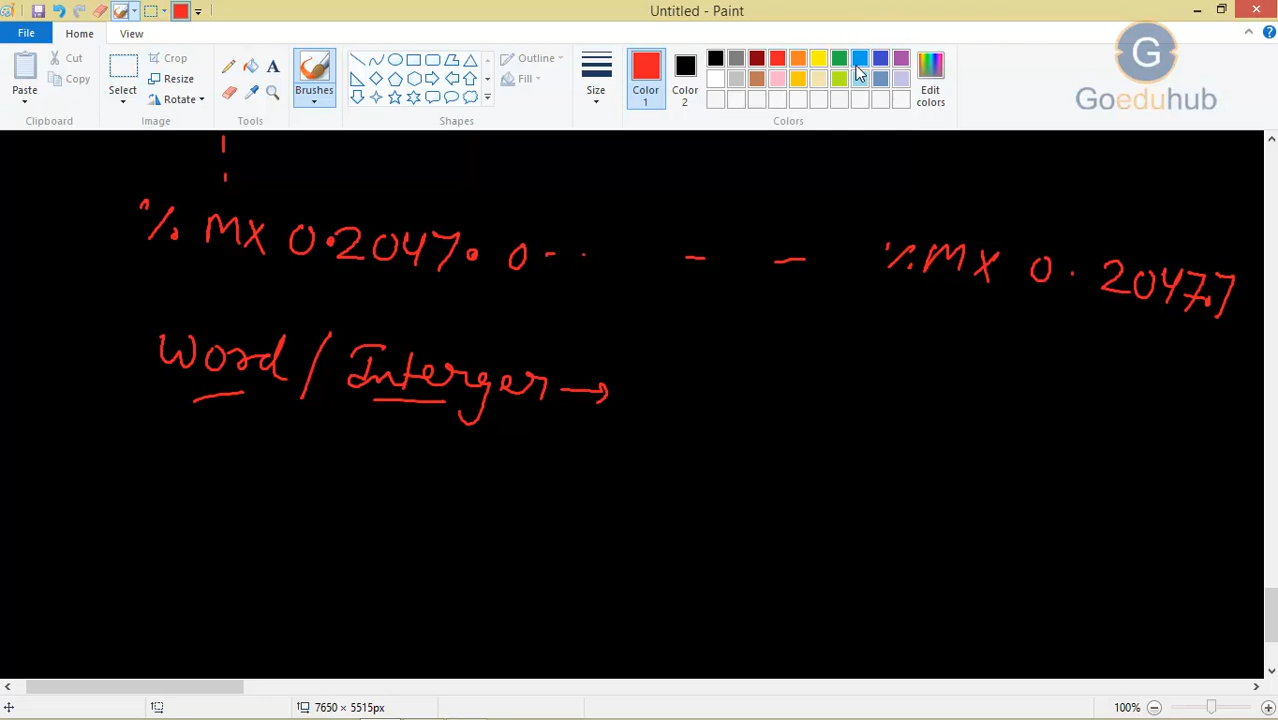 Untitled - Paint
File Home View
Paste Cut Copy Clipboard
Select Crop Resize Rotate Image
A Tools
Brushes
Shapes Outline Fill
Size
Color 1 Color 2 Colors Edit colors
G
Goeduhub
% MX 0.2047.0-- - - %MX 0.2047.7
Word / Interger →
7650 × 5515px 100%